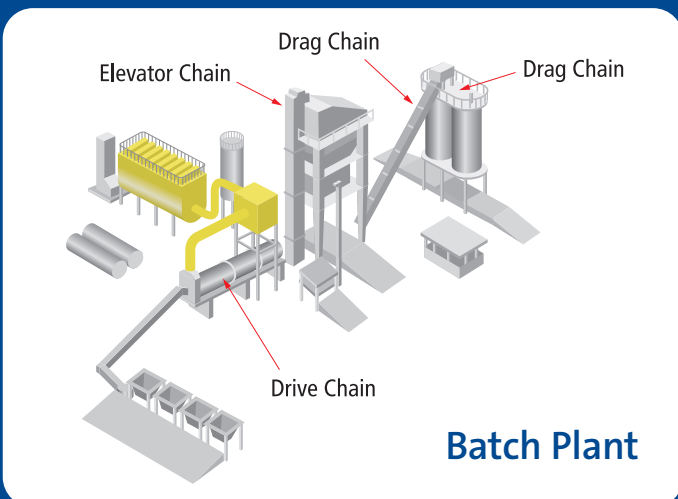 Drag Chain
Elevator Chain
Drag Chain
Drive Chain
Batch Plant